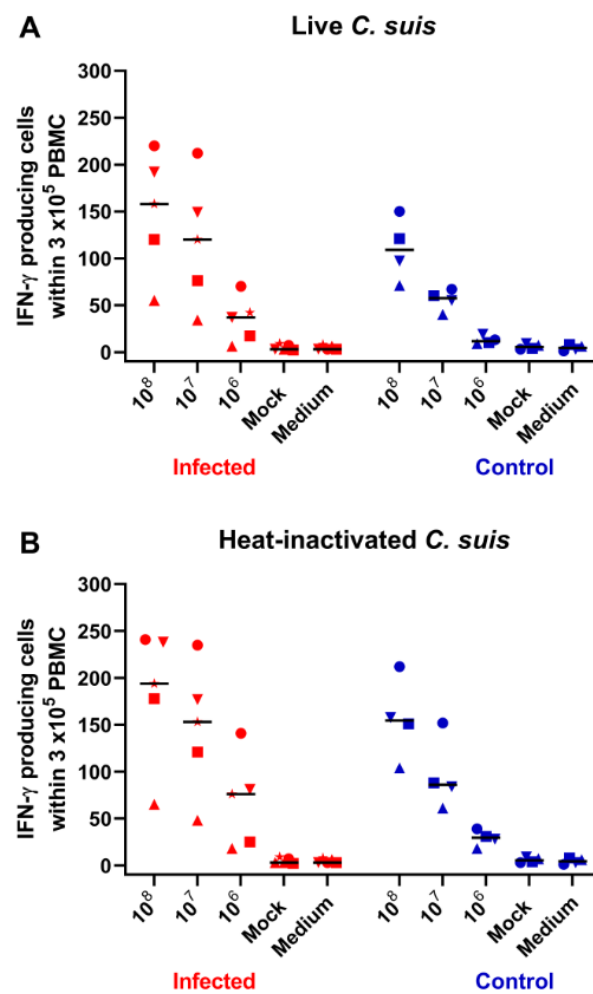 A
Live C. suis
IFN-γ producing cells
within 3 x10⁵ PBMC
300
250
200
150
100
50
0
10⁸
10⁷
10⁶
Mock
Medium
10⁸
10⁷
10⁶
Mock
Medium
Infected
Control
B
Heat-inactivated C. suis
IFN-γ producing cells
within 3 x10⁵ PBMC
300
250
200
150
100
50
0
10⁸
10⁷
10⁶
Mock
Medium
10⁸
10⁷
10⁶
Mock
Medium
Infected
Control